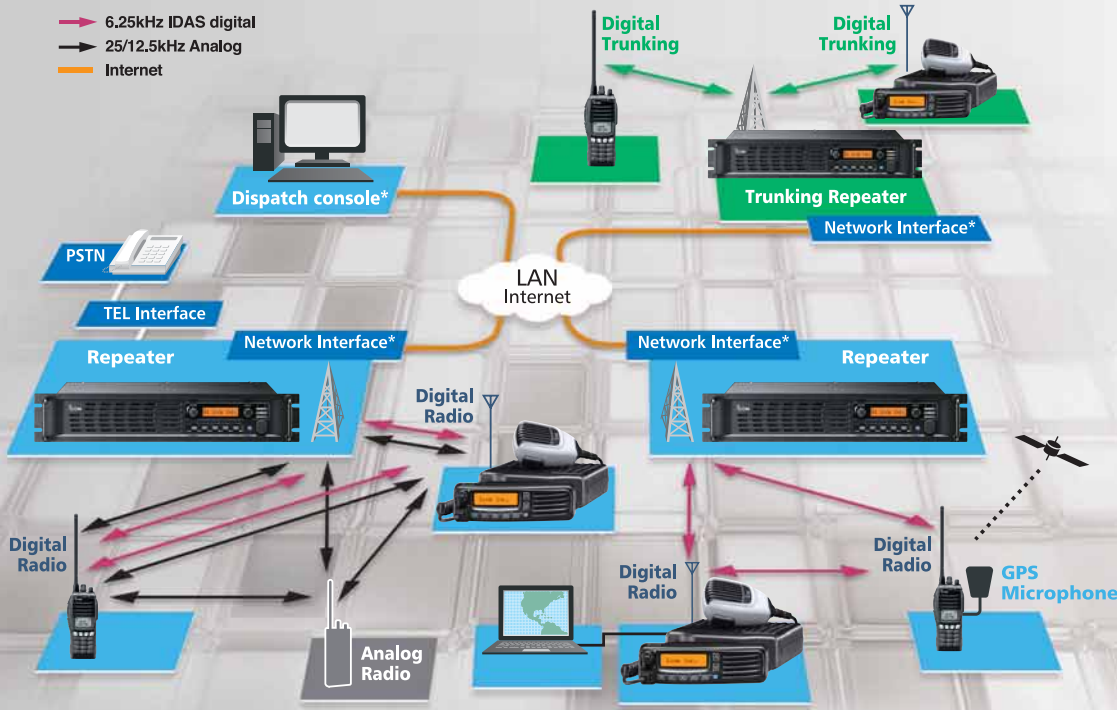 6.25kHz IDAS digital
25/12.5kHz Analog
Internet
Digital
Trunking
Digital
Trunking
Dispatch console*
Trunking Repeater
Network Interface*
PSTN
LAN
Internet
TEL Interface
Repeater
Network Interface*
Network Interface*
Repeater
Digital
Radio
Digital
Radio
Digital
Radio
Digital
Radio
GPS
Microphone
Analog
Radio